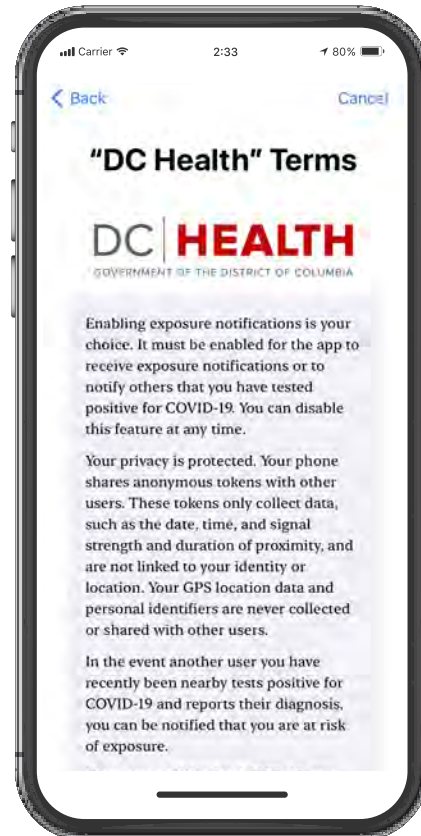 Carrier 2:33 80%
Back Cancel
“DC Health” Terms
DC HEALTH
GOVERNMENT OF THE DISTRICT OF COLUMBIA
Enabling exposure notifications is your
choice. It must be enabled for the app to
receive exposure notifications or to
notify others that you have tested
positive for COVID-19. You can disable
this feature at any time.
Your privacy is protected. Your phone
shares anonymous tokens with other
users. These tokens only collect data,
such as the date, time, and signal
strength and duration of proximity, and
are not linked to your identity or
location. Your GPS location data and
personal identifiers are never collected
or shared with other users.
In the event another user you have
recently been nearby tests positive for
COVID-19 and reports their diagnosis,
you can be notified that you are at risk
of exposure.